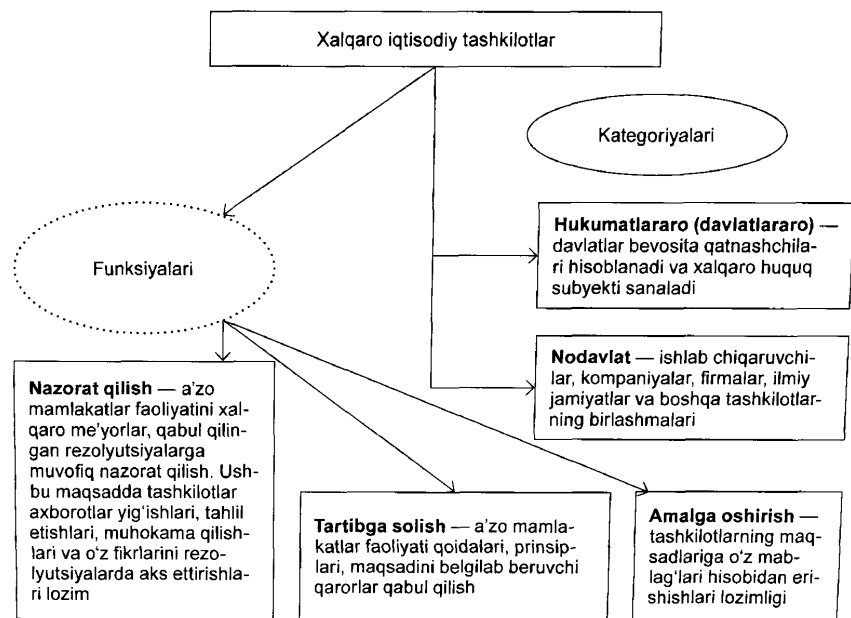 Xalqaro iqtisodiy tashkilotlar
Kategoriyalari
Hukumatlararo (davlatlararo) —
davlatlar bevosita qatnashchila-
ri hisoblanadi va xalqaro huquq
subyekti sanaladi
Funksiyalari
Nodavlat — ishlab chiqaruvchi-
lar, kompaniyalar, firmalar, ilmiy
jamiyatlar va boshqa tashkilotlar-
ning birlashmalari
Nazorat qilish — a’zo
mamlakatlar faoliyatini xal-
qaro me’yorlar, qabul qilin-
gan rezolyutsiyalarga
muvofiq nazorat qilish. Ush-
bu maqsadda tashkilotlar
axborotlar yig‘ishlari, tahlil
etishlari, muhokama qilish-
lari va o‘z fikrlarini rezo-
lyutsiyalarda aks ettirishla-
ri lozim
Tartibga solish — a’zo mamla-
katlar faoliyati qoidalari, prinsip-
lari, maqsadini belgilab beruvchi
qarorlar qabul qilish
Amalga oshirish —
tashkilotlarning maq-
sadlariga o‘z mab-
lag‘lari hisobidan eri-
shishlari lozimligi